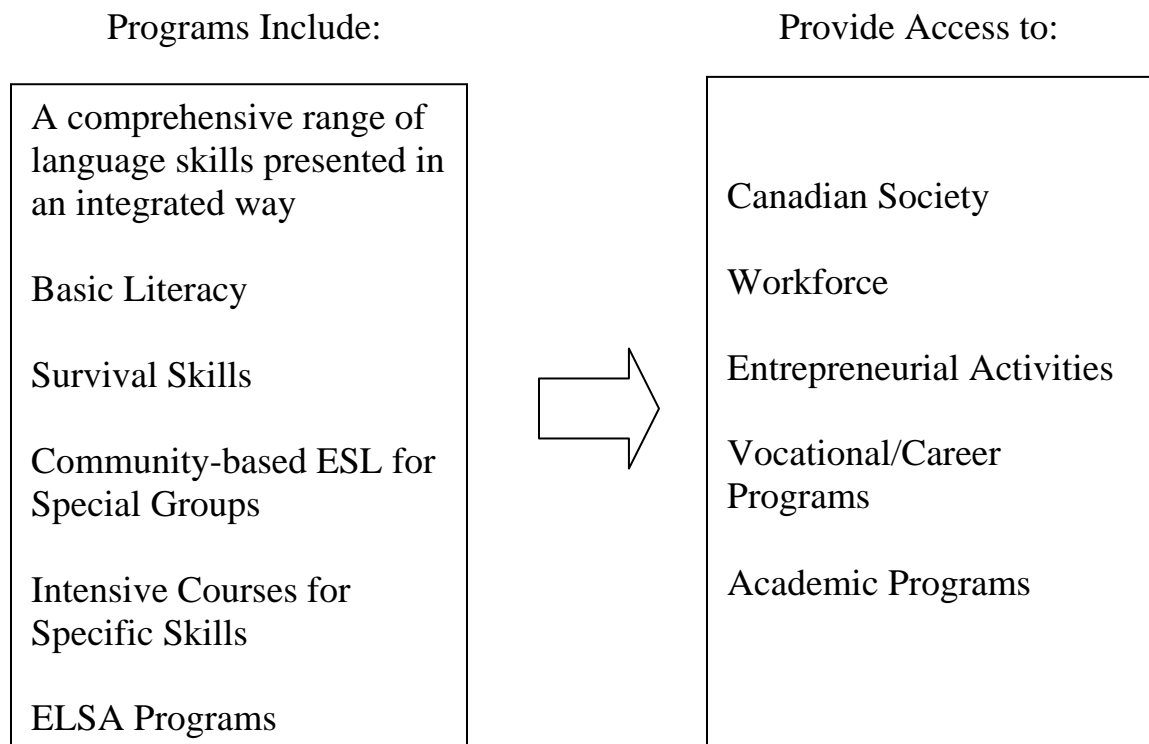 Programs Include:
A comprehensive range of
language skills presented in
an integrated way
Basic Literacy
Survival Skills
Community-based ESL for
Special Groups
Intensive Courses for
Specific Skills
ELSA Programs
Provide Access to:
Canadian Society
Workforce
Entrepreneurial Activities
Vocational/Career
Programs
Academic Programs